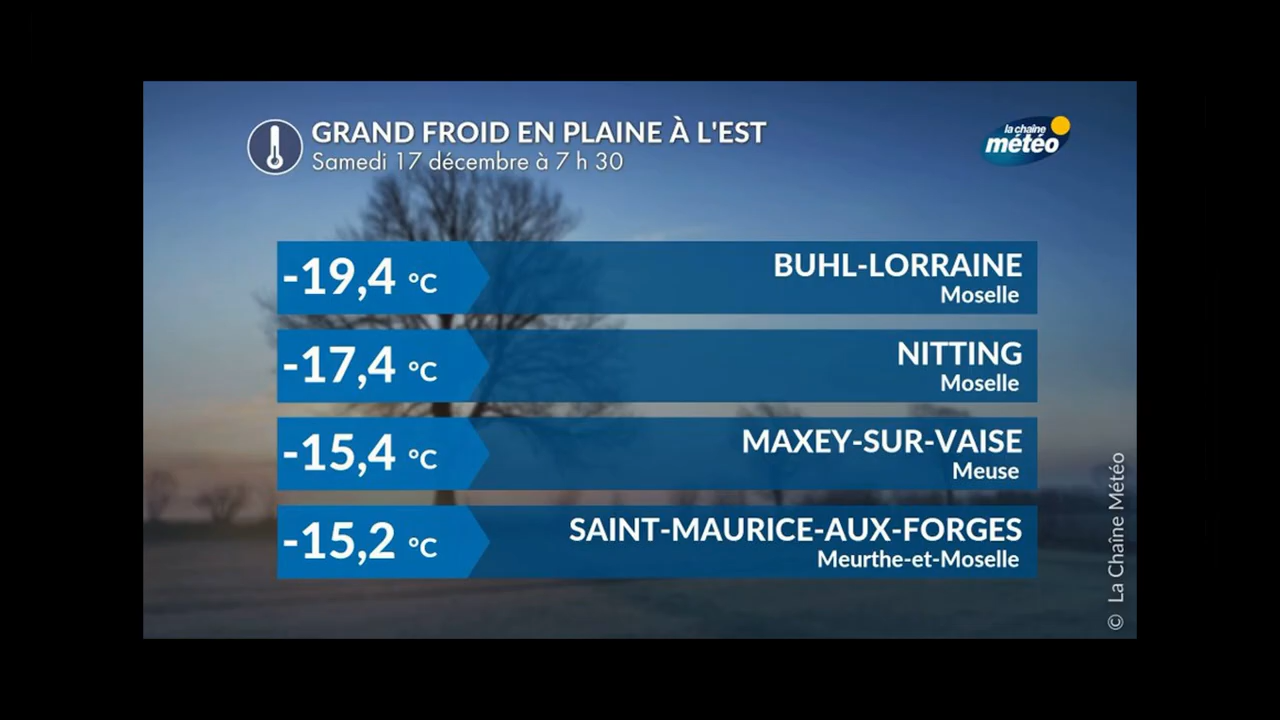 GRAND FROID EN PLAINE À L'EST
Samedi 17 décembre à 7 h 30
la chaîne
météo
-19,4 °C
BUHL-LORRAINE
Moselle
-17,4 °C
NITTING
Moselle
-15,4 °C
MAXEY-SUR-VAISE
Meuse
-15,2 °C
SAINT-MAURICE-AUX-FORGES
Meurthe-et-Moselle
© La Chaîne Météo